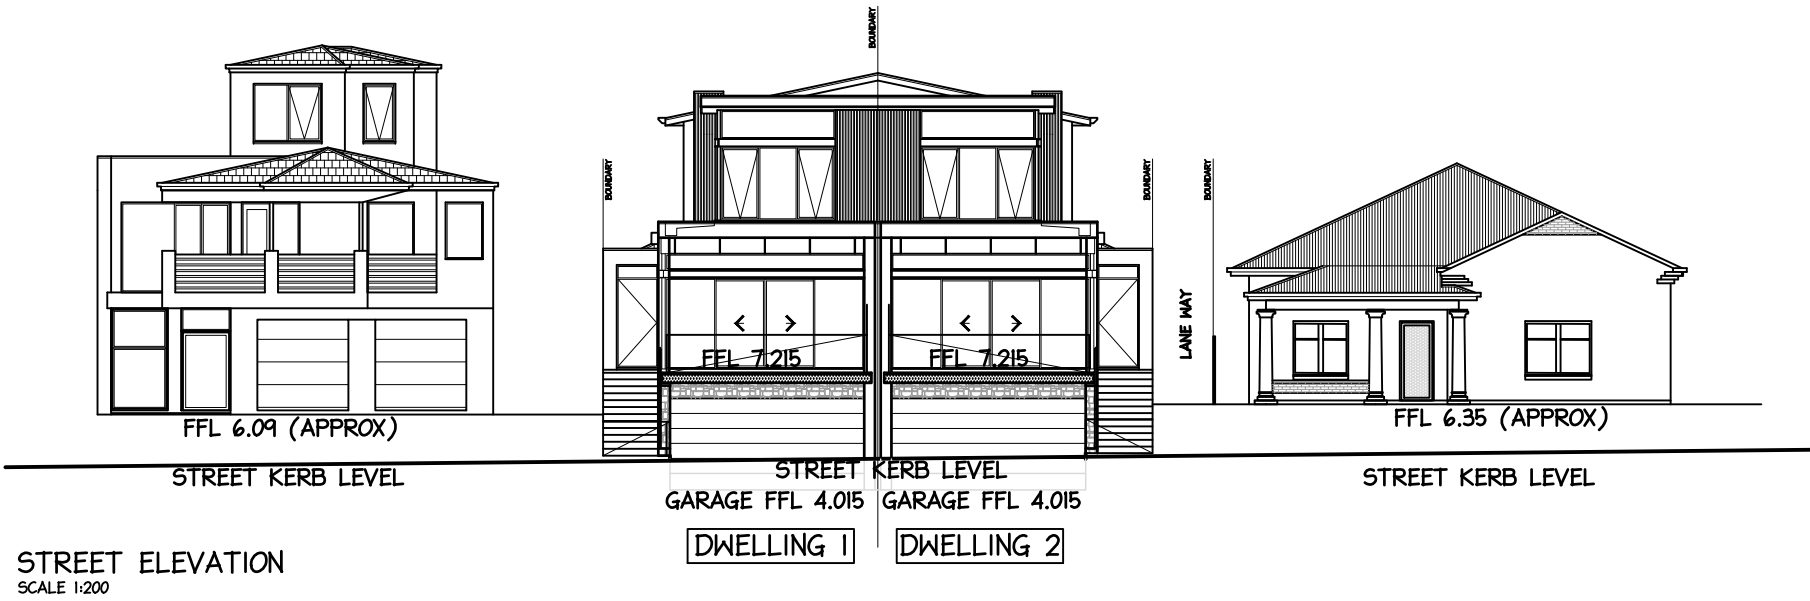 BOUNDARY
BOUNDARY
BOUNDARY
BOUNDARY
LANE WAY
FFL 7.215
FFL 7.215
FFL 6.09 (APPROX)
FFL 6.35 (APPROX)
STREET KERB LEVEL
STREET KERB LEVEL
STREET KERB LEVEL
GARAGE FFL 4.015
GARAGE FFL 4.015
DWELLING 1
DWELLING 2
STREET ELEVATION
SCALE 1:200